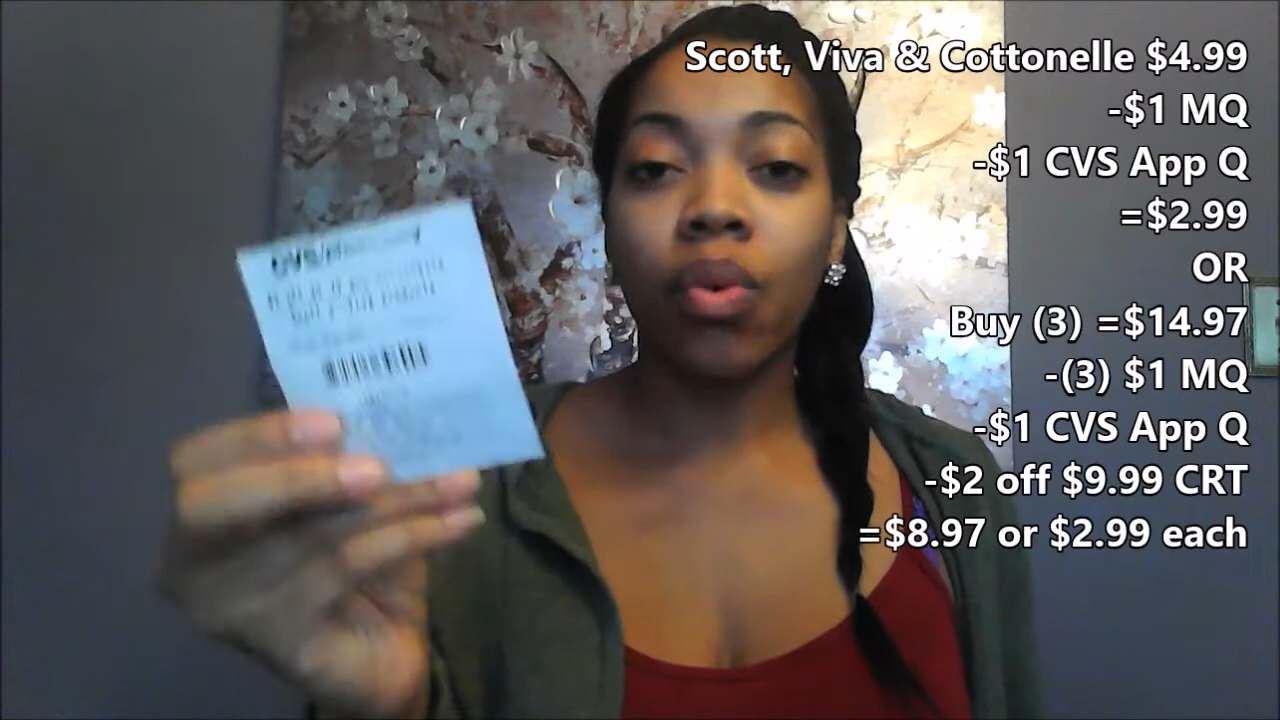 Scott, Viva & Cottonelle $4.99
-$1 MQ
-$1 CVS App Q
=$2.99
OR
Buy (3) =$14.97
-(3) $1 MQ
-$1 CVS App Q
-$2 off $9.99 CRT
=$8.97 or $2.99 each